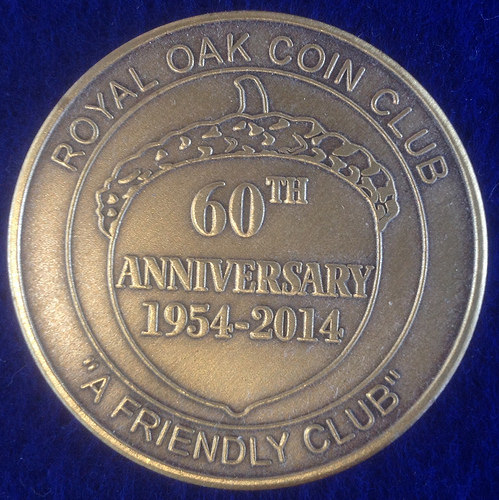 ROYAL OAK COIN CLUB
60TH
ANNIVERSARY
1954-2014
"A FRIENDLY CLUB"